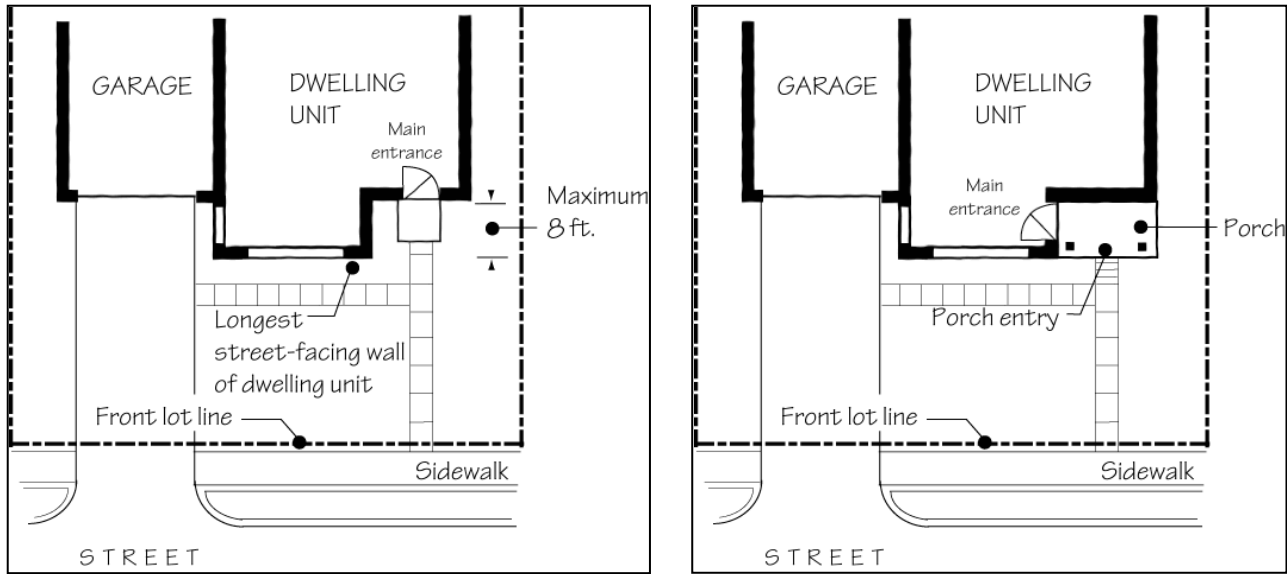 GARAGE
DWELLING
UNIT
Main
entrance
Maximum
8 ft.
Longest
street-facing wall
of dwelling unit
Front lot line
Sidewalk
STREET
GARAGE
DWELLING
UNIT
Main
entrance
Porch
Porch entry
Front lot line
Sidewalk
STREET